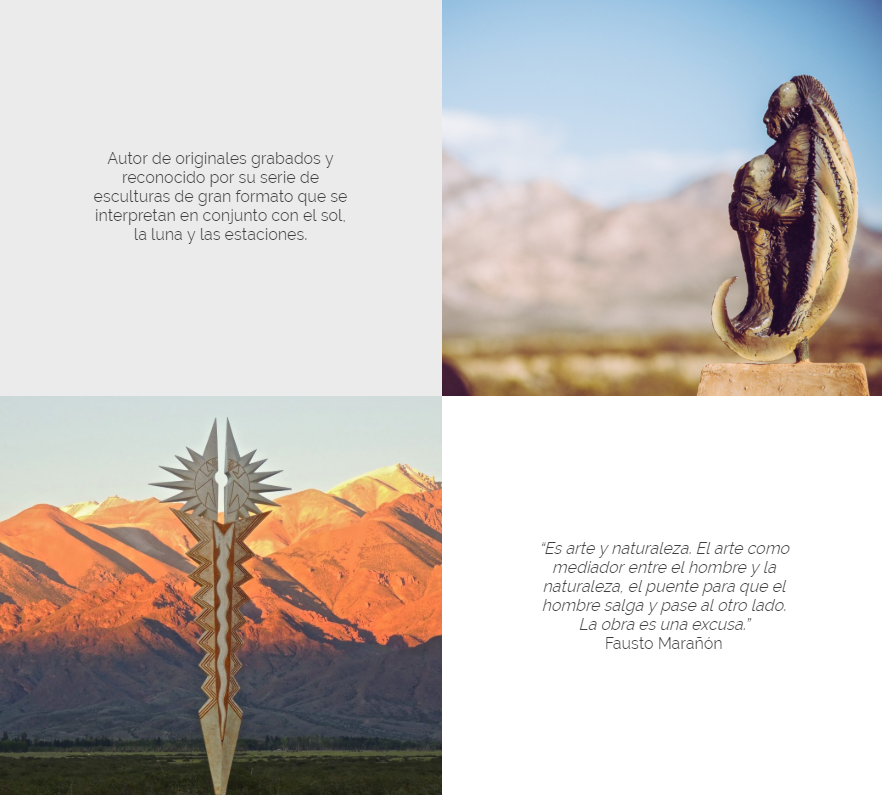 Autor de originales grabados y
reconocido por su serie de
esculturas de gran formato que se
interpretan en conjunto con el sol,
la luna y las estaciones.
“Es arte y naturaleza. El arte como
mediador entre el hombre y la
naturaleza, el puente para que el
hombre salga y pase al otro lado.
La obra es una excusa.”
Fausto Marañón